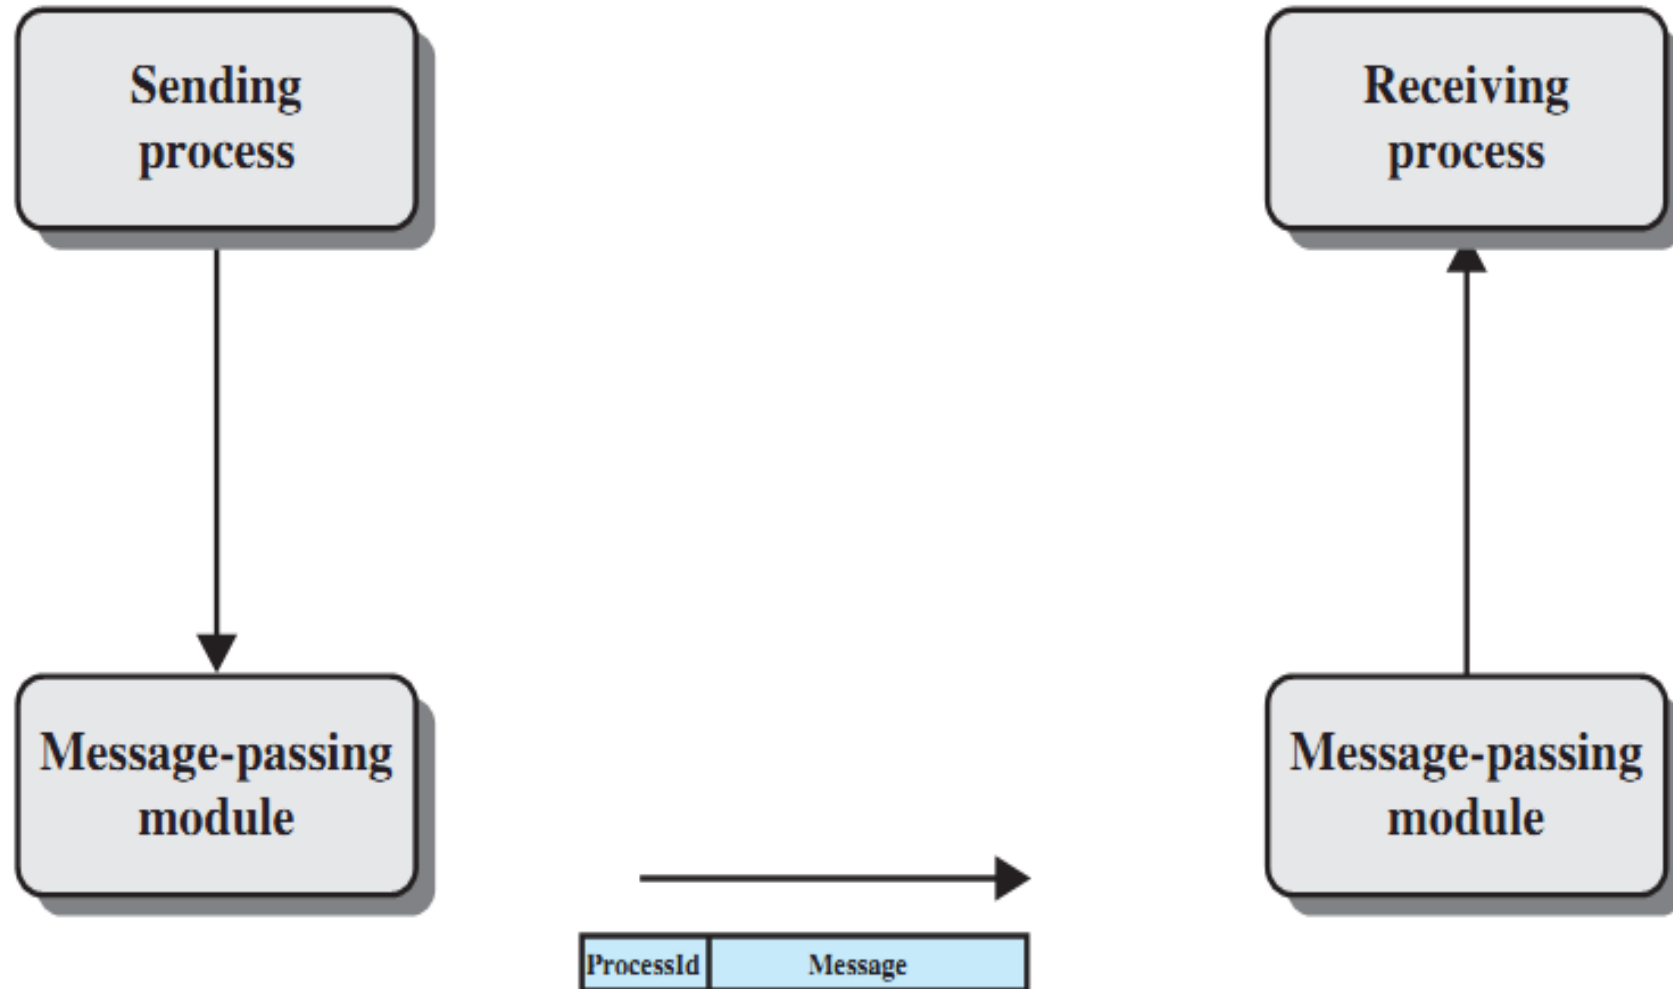 Sending
process
Receiving
process
Message-passing
module
Message-passing
module
ProcessId
Message